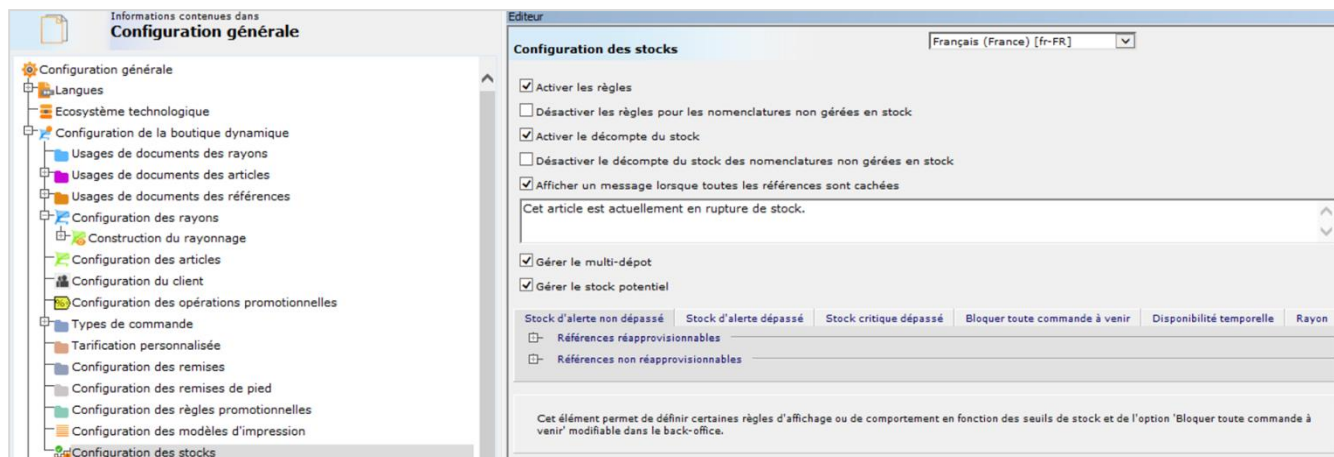 Informations contenues dans
Configuration générale
Configuration générale
Langues
Ecosystème technologique
Configuration de la boutique dynamique
Usages de documents des rayons
Usages de documents des articles
Usages de documents des références
Configuration des rayons
Construction du rayonnage
Configuration des articles
Configuration du client
Configuration des opérations promotionnelles
Types de commande
Tarification personnalisée
Configuration des remises
Configuration des remises de pied
Configuration des règles promotionnelles
Configuration des modèles d'impression
Configuration des stocks
Editeur
Configuration des stocks
Français (France) [fr-FR]
Activer les règles
Désactiver les règles pour les nomenclatures non gérées en stock
Activer le décompte du stock
Désactiver le décompte du stock des nomenclatures non gérées en stock
Afficher un message lorsque toutes les références sont cachées
Cet article est actuellement en rupture de stock.
Gérer le multi-dépot
Gérer le stock potentiel
Stock d'alerte non dépassé Stock d'alerte dépassé Stock critique dépassé Bloquer toute commande à venir Disponibilité temporelle Rayon
Références réapprovisionnables
Références non réapprovisionnables
Cet élément permet de définir certaines règles d'affichage ou de comportement en fonction des seuils de stock et de l'option 'Bloquer toute commande à
venir' modifiable dans le back-office.